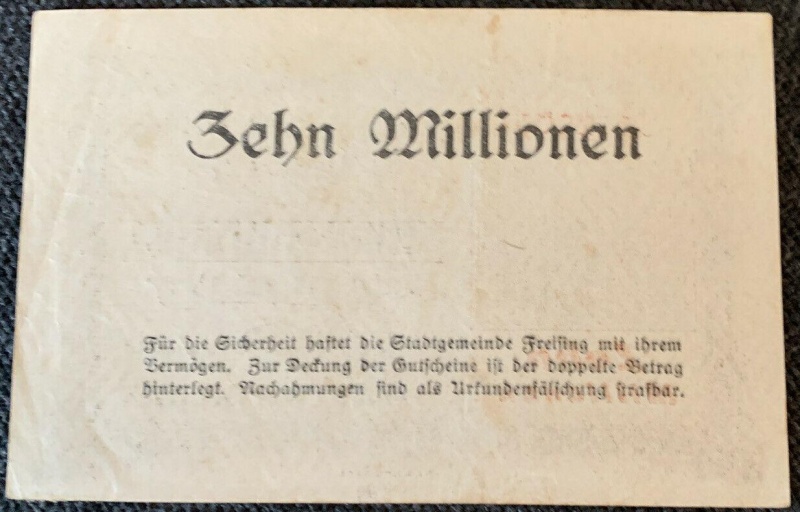 Zehn Millionen
Für die Sicherheit haftet die Stadtgemeinde Freising mit ihrem
Vermögen. Zur Deckung der Gutscheine ist der doppelte Betrag
hinterlegt. Nachahmungen sind als Urkundenfälschung strafbar.